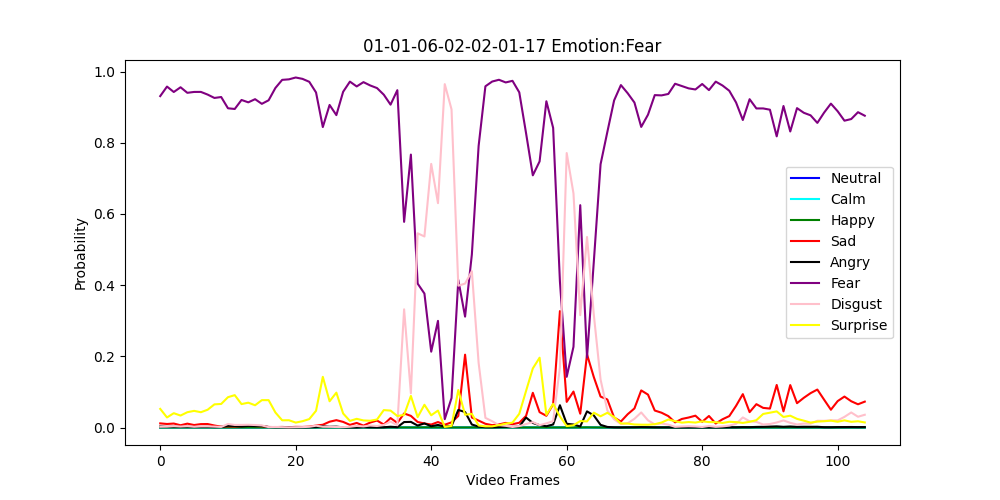 01-01-06-02-02-01-17 Emotion:Fear
1.0
0.8
0.6
0.4
0.2
0.0
Probability
0 20 40 60 80 100
Video Frames
Neutral
Calm
Happy
Sad
Angry
Fear
Disgust
Surprise